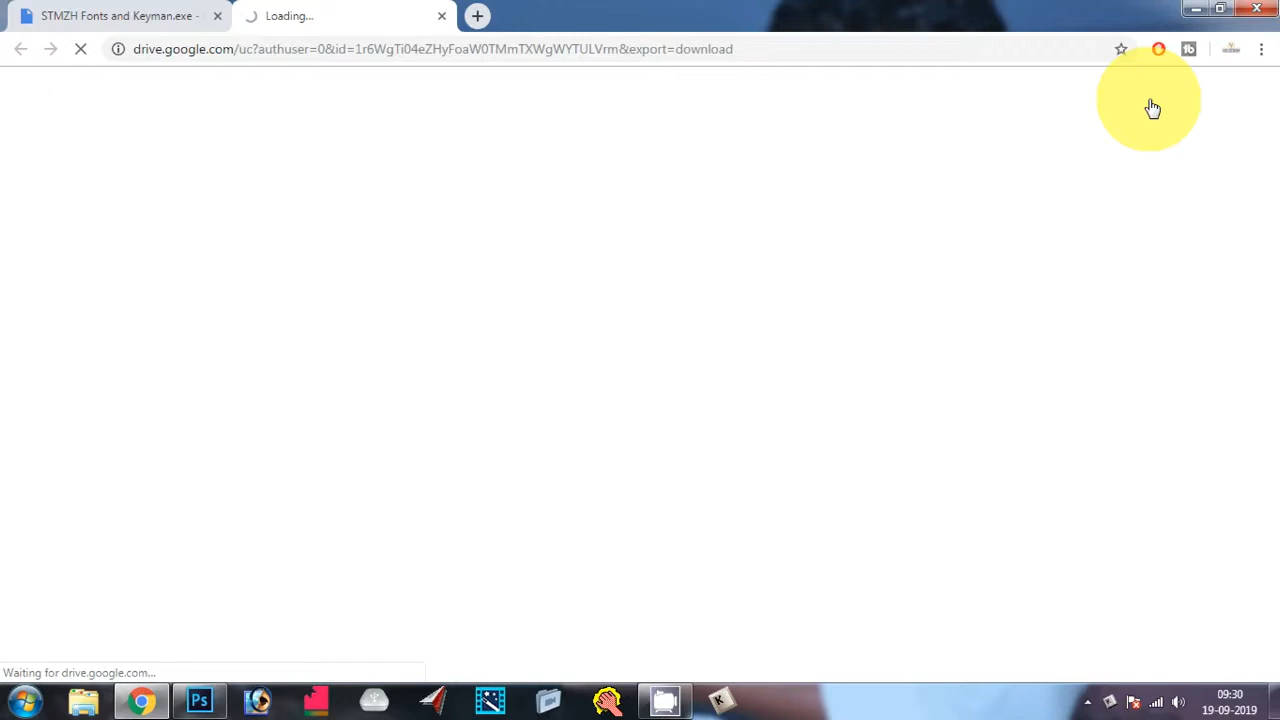 STMZH Fonts and Keyman.exe -
Loading...
drive.google.com/uc?authuser=0&id=1r6WgTi04eZHyFoaW0TMmTXWgWYTULVrm&export=download
Waiting for drive.google.com...
Ps
09:30
19-09-2019